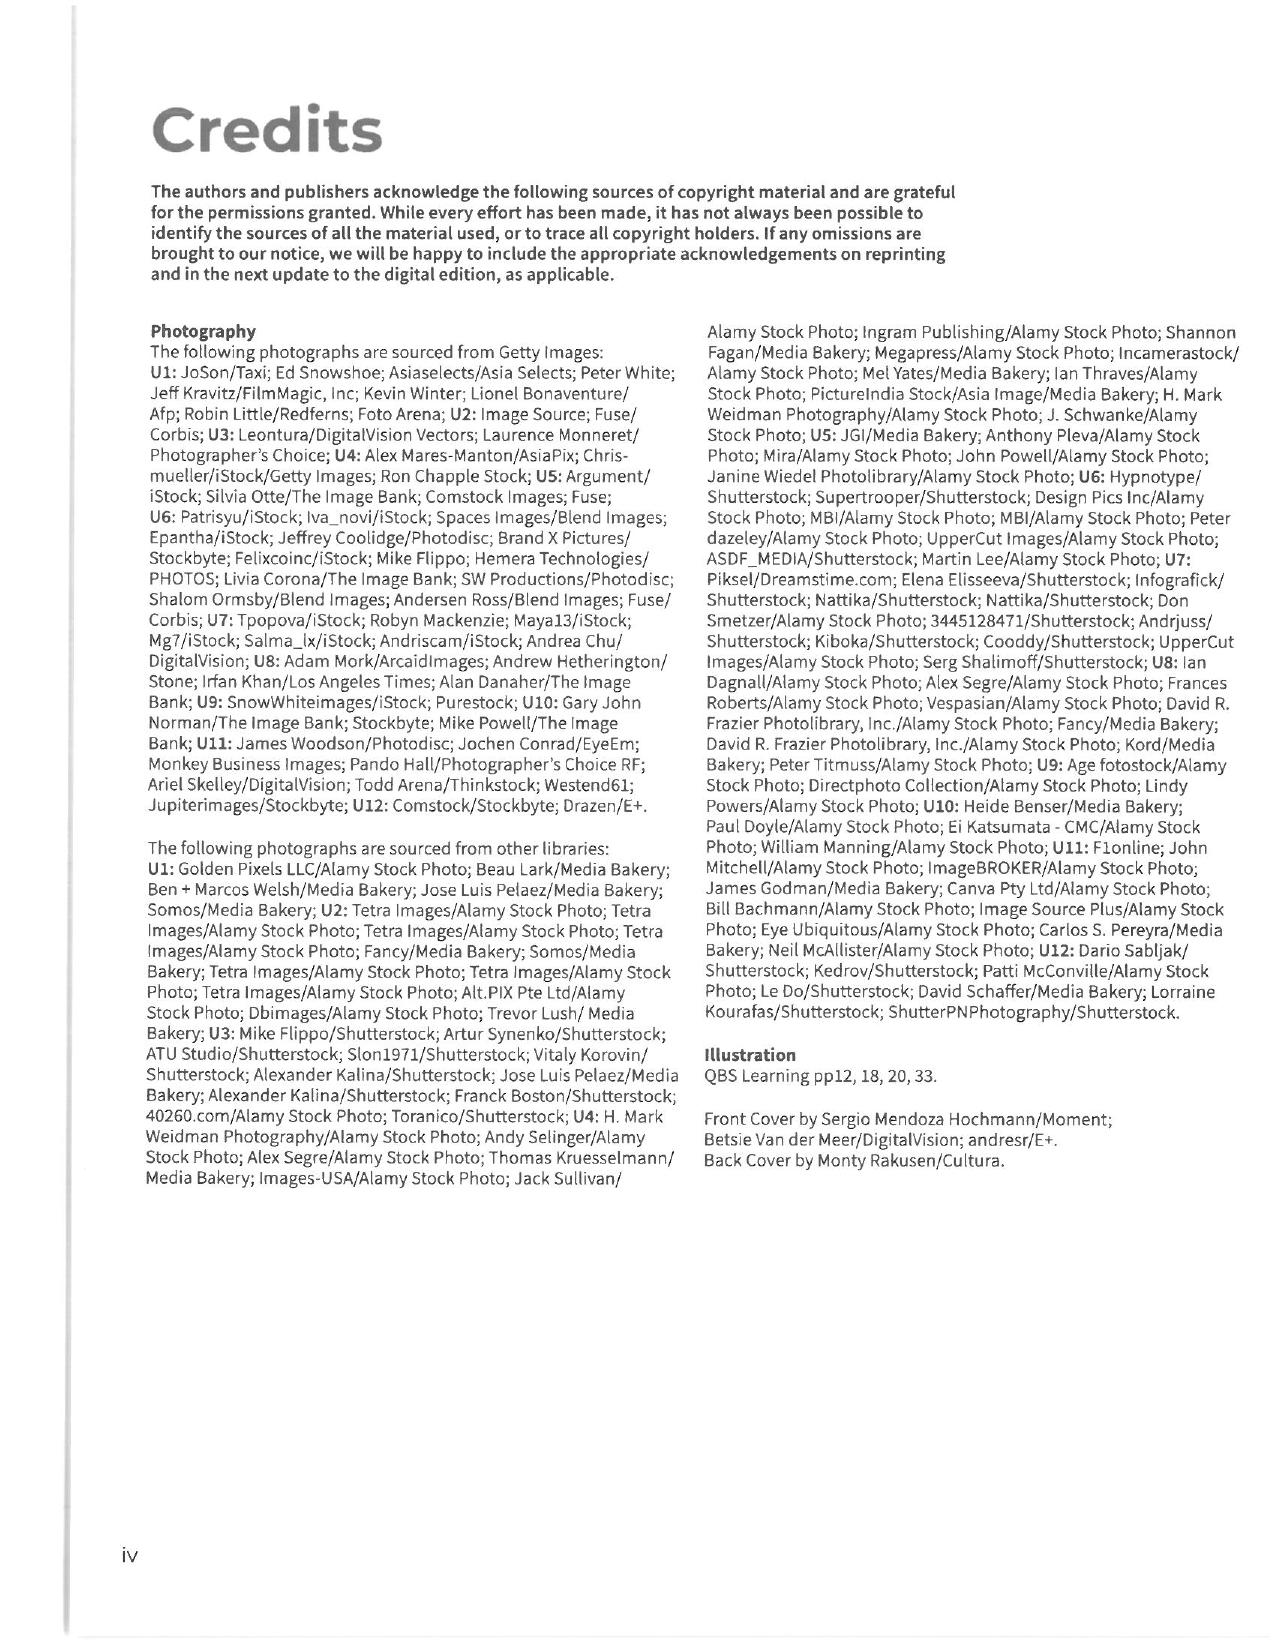 Credits
The authors and publishers acknowledge the following sources of copyright material and are grateful
for the permissions granted. While every effort has been made, it has not always been possible to
identify the sources of all the material used, or to trace all copyright holders. If any omissions are
brought to our notice, we will be happy to include the appropriate acknowledgements on reprinting
and in the next update to the digital edition, as applicable.
Photography
The following photographs are sourced from Getty Images:
U1: JoSon/Taxi; Ed Snowshoe; Asiaselects/Asia Selects; Peter White;
Jeff Kravitz/FilmMagic, Inc; Kevin Winter; Lionel Bonaventure/
Afp; Robin Little/Redferns; Foto Arena; U2: Image Source; Fuse/
Corbis; U3: Leontura/DigitalVision Vectors; Laurence Monneret/
Photographer's Choice; U4: Alex Mares-Manton/AsiaPix; Chris-
mueller/iStock/Getty Images; Ron Chapple Stock; U5: Argument/
iStock; Silvia Otte/The Image Bank; Comstock Images; Fuse;
U6: Patrisyu/iStock; Iva_novi/iStock; Spaces Images/Blend Images;
Epantha/iStock; Jeffrey Coolidge/Photodisc; Brand X Pictures/
Stockbyte; Felixcoinc/iStock; Mike Flippo; Hemera Technologies/
PHOTOS; Livia Corona/The Image Bank; SW Productions/Photodisc;
Shalom Ormsby/Blend Images; Andersen Ross/Blend Images; Fuse/
Corbis; U7: Tpopova/iStock; Robyn Mackenzie; Maya13/iStock;
Mg7/iStock; Salma_lx/iStock; Andriscam/iStock; Andrea Chu/
DigitalVision; U8: Adam Mork/ArcaidImages; Andrew Hetherington/
Stone; Irfan Khan/Los Angeles Times; Alan Danaher/The Image
Bank; U9: SnowWhiteimages/iStock; Purestock; U10: Gary John
Norman/The Image Bank; Stockbyte; Mike Powell/The Image
Bank; U11: James Woodson/Photodisc; Jochen Conrad/EyeEm;
Monkey Business Images; Pando Hall/Photographer's Choice RF;
Ariel Skelley/DigitalVision; Todd Arena/Thinkstock; Westend61;
Jupiterimages/Stockbyte; U12: Comstock/Stockbyte; Drazen/E+.
The following photographs are sourced from other libraries:
U1: Golden Pixels LLC/Alamy Stock Photo; Beau Lark/Media Bakery;
Ben + Marcos Welsh/Media Bakery; Jose Luis Pelaez/Media Bakery;
Somos/Media Bakery; U2: Tetra Images/Alamy Stock Photo; Tetra
Images/Alamy Stock Photo; Tetra Images/Alamy Stock Photo; Tetra
Images/Alamy Stock Photo; Fancy/Media Bakery; Somos/Media
Bakery; Tetra Images/Alamy Stock Photo; Tetra Images/Alamy Stock
Photo; Tetra Images/Alamy Stock Photo; Alt.PIX Pte Ltd/Alamy
Stock Photo; Dbimages/Alamy Stock Photo; Trevor Lush/ Media
Bakery; U3: Mike Flippo/Shutterstock; Artur Synenko/Shutterstock;
ATU Studio/Shutterstock; Slon1971/Shutterstock; Vitaly Korovin/
Shutterstock; Alexander Kalina/Shutterstock; Jose Luis Pelaez/Media
Bakery; Alexander Kalina/Shutterstock; Franck Boston/Shutterstock;
40260.com/Alamy Stock Photo; Toranico/Shutterstock; U4: H. Mark
Weidman Photography/Alamy Stock Photo; Andy Selinger/Alamy
Stock Photo; Alex Segre/Alamy Stock Photo; Thomas Kruesselmann/
Media Bakery; Images-USA/Alamy Stock Photo; Jack Sullivan/
Alamy Stock Photo; Ingram Publishing/Alamy Stock Photo; Shannon
Fagan/Media Bakery; Megapress/Alamy Stock Photo; Incamerastock/
Alamy Stock Photo; Mel Yates/Media Bakery; Ian Thraves/Alamy
Stock Photo; PictureIndia Stock/Asia Image/Media Bakery; H. Mark
Weidman Photography/Alamy Stock Photo; J. Schwanke/Alamy
Stock Photo; U5: JGI/Media Bakery; Anthony Pleva/Alamy Stock
Photo; Mira/Alamy Stock Photo; John Powell/Alamy Stock Photo;
Janine Wiedel Photolibrary/Alamy Stock Photo; U6: Hypnotype/
Shutterstock; Supertrooper/Shutterstock; Design Pics Inc/Alamy
Stock Photo; MBI/Alamy Stock Photo; MBI/Alamy Stock Photo; Peter
dazeley/Alamy Stock Photo; UpperCut Images/Alamy Stock Photo;
ASDF_MEDIA/Shutterstock; Martin Lee/Alamy Stock Photo; U7:
Piksel/Dreamstime.com; Elena Elisseeva/Shutterstock; Infografick/
Shutterstock; Nattika/Shutterstock; Nattika/Shutterstock; Don
Smetzer/Alamy Stock Photo; 3445128471/Shutterstock; Andrjuss/
Shutterstock; Kiboka/Shutterstock; Cooddy/Shutterstock; UpperCut
Images/Alamy Stock Photo; Serg Shalimoff/Shutterstock; U8: Ian
Dagnall/Alamy Stock Photo; Alex Segre/Alamy Stock Photo; Frances
Roberts/Alamy Stock Photo; Vespasian/Alamy Stock Photo; David R.
Frazier Photolibrary, Inc./Alamy Stock Photo; Fancy/Media Bakery;
David R. Frazier Photolibrary, Inc./Alamy Stock Photo; Kord/Media
Bakery; Peter Titmuss/Alamy Stock Photo; U9: Age fotostock/Alamy
Stock Photo; Directphoto Collection/Alamy Stock Photo; Lindy
Powers/Alamy Stock Photo; U10: Heide Benser/Media Bakery;
Paul Doyle/Alamy Stock Photo; Ei Katsumata - CMC/Alamy Stock
Photo; William Manning/Alamy Stock Photo; U11: F1online; John
Mitchell/Alamy Stock Photo; ImageBROKER/Alamy Stock Photo;
James Godman/Media Bakery; Canva Pty Ltd/Alamy Stock Photo;
Bill Bachmann/Alamy Stock Photo; Image Source Plus/Alamy Stock
Photo; Eye Ubiquitous/Alamy Stock Photo; Carlos S. Pereyra/Media
Bakery; Neil McAllister/Alamy Stock Photo; U12: Dario Sabljak/
Shutterstock; Kedrov/Shutterstock; Patti McConville/Alamy Stock
Photo; Le Do/Shutterstock; David Schaffer/Media Bakery; Lorraine
Kourafas/Shutterstock; ShutterPNPhotography/Shutterstock.
Illustration
QBS Learning pp12, 18, 20, 33.
Front Cover by Sergio Mendoza Hochmann/Moment;
Betsie Van der Meer/DigitalVision; andresr/E+.
Back Cover by Monty Rakusen/Cultura.
iv